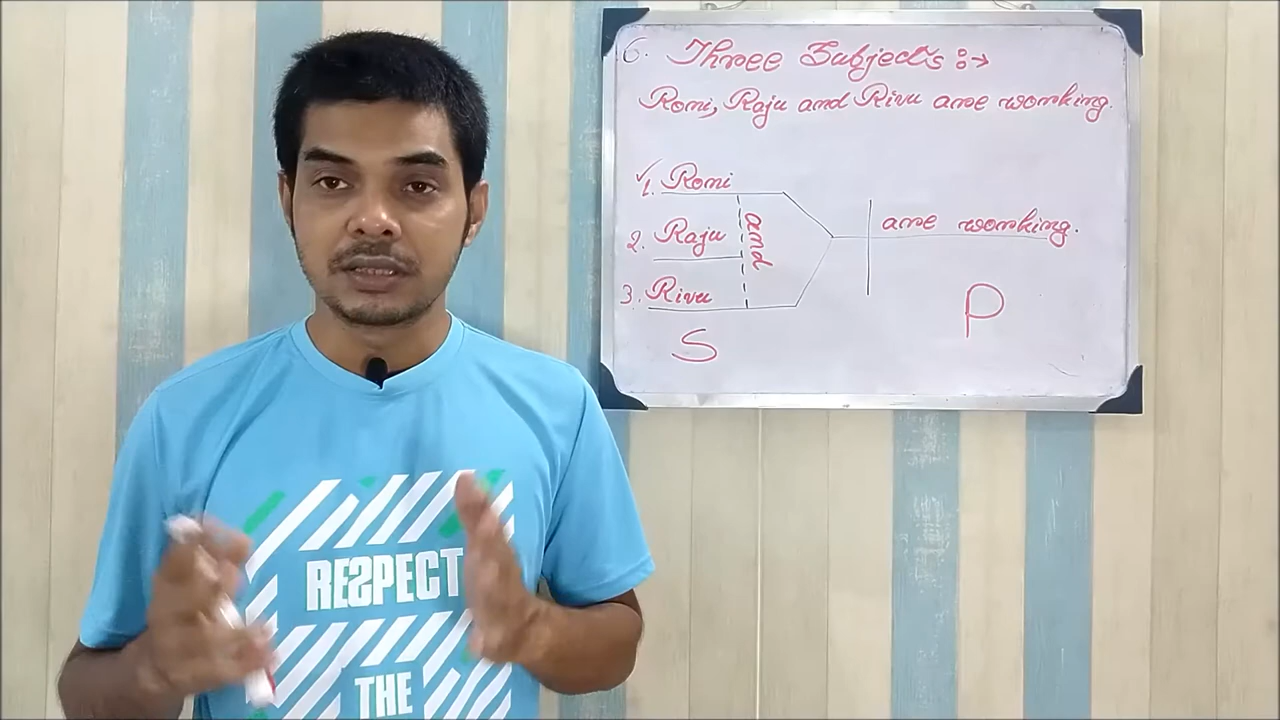 6. Three Subjects :→
Romi, Raju and Rivu are working.
✓
1. Romi
2. Raju
3. Rivu
and
are working.
S
P
RESPECT
THE